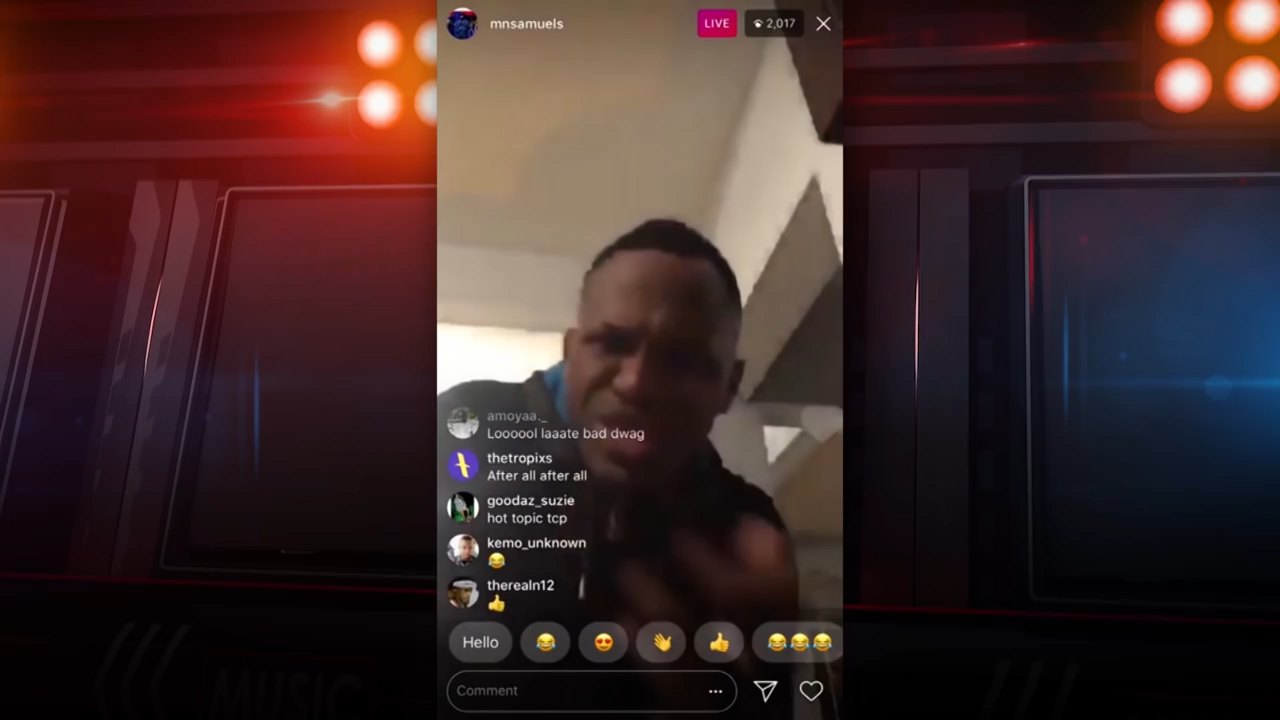 mnsamuels
LIVE
2,017
amoyaa._
Loooool laaate bad dwag
thetropixs
After all after all
goodaz_suzie
hot topic tcp
kemo_unknown
😂
therealn12
👍
Hello 😂 😍 👋 👍 😂😂😂
Comment
MUSIC